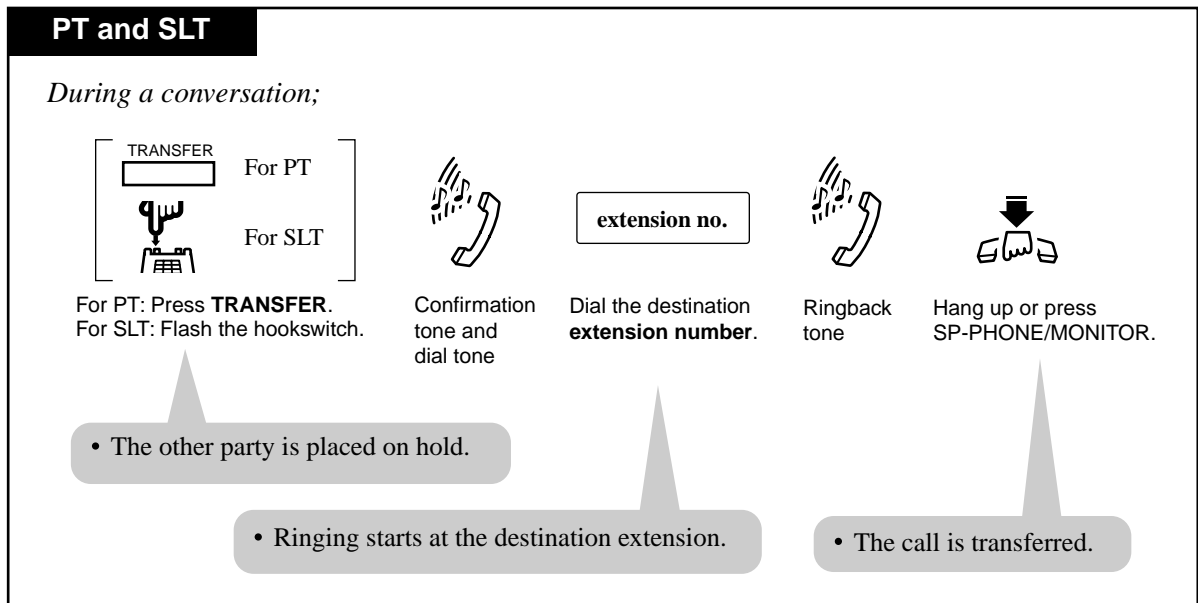 PT and SLT
During a conversation;
TRANSFER
For PT
For SLT
extension no.
For PT: Press TRANSFER.
For SLT: Flash the hookswitch.
Confirmation
tone and
dial tone
Dial the destination
extension number.
Ringback
tone
Hang up or press
SP-PHONE/MONITOR.
• The other party is placed on hold.
• Ringing starts at the destination extension.
• The call is transferred.